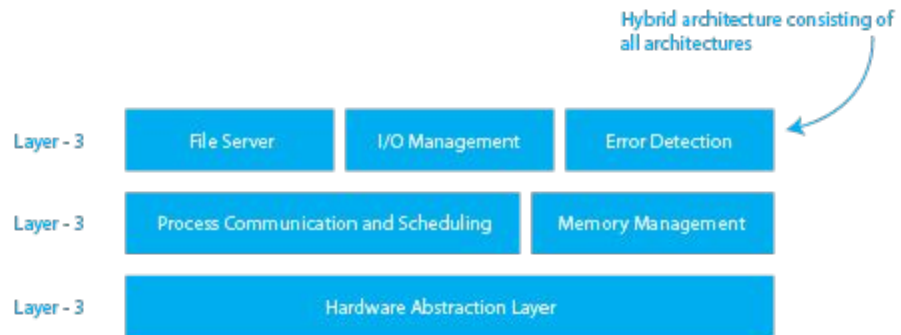 Hybrid architecture consisting of
all architectures
Layer - 3
File Server
I/O Management
Error Detection
Layer - 3
Process Communication and Scheduling
Memory Management
Layer - 3
Hardware Abstraction Layer